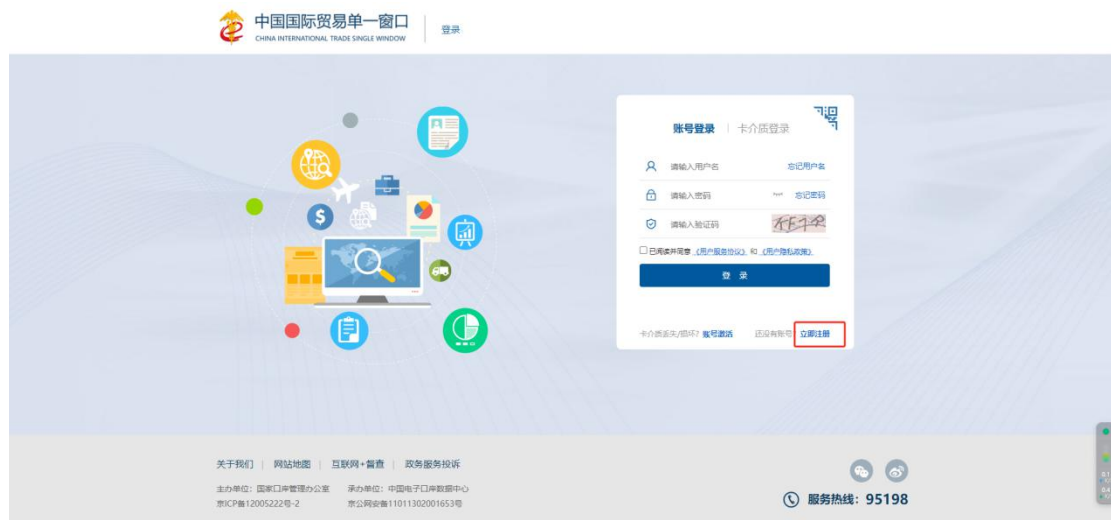 中国国际贸易单一窗口
CHINA INTERNATIONAL TRADE SINGLE WINDOW
登录
账号登录 | 卡介质登录
请输入用户名 忘记用户名
请输入密码 忘记密码
请输入验证码
已阅读并同意《用户服务协议》和《用户隐私政策》
登 录
卡介质丢失/损坏? 账号激活 还没有账号 立即注册
关于我们 | 网站地图 | 互联网+督查 | 政务服务投诉
主办单位：国家口岸管理办公室 承办单位：中国电子口岸数据中心
京ICP备12005222号-2 京公网安备11011302001653号
服务热线：95198